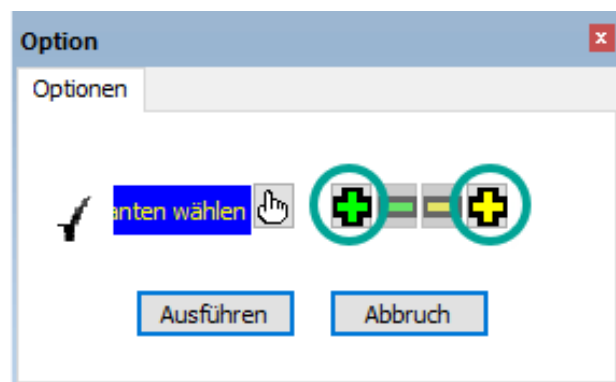 Option
Optionen
anten wählen
Ausführen
Abbruch